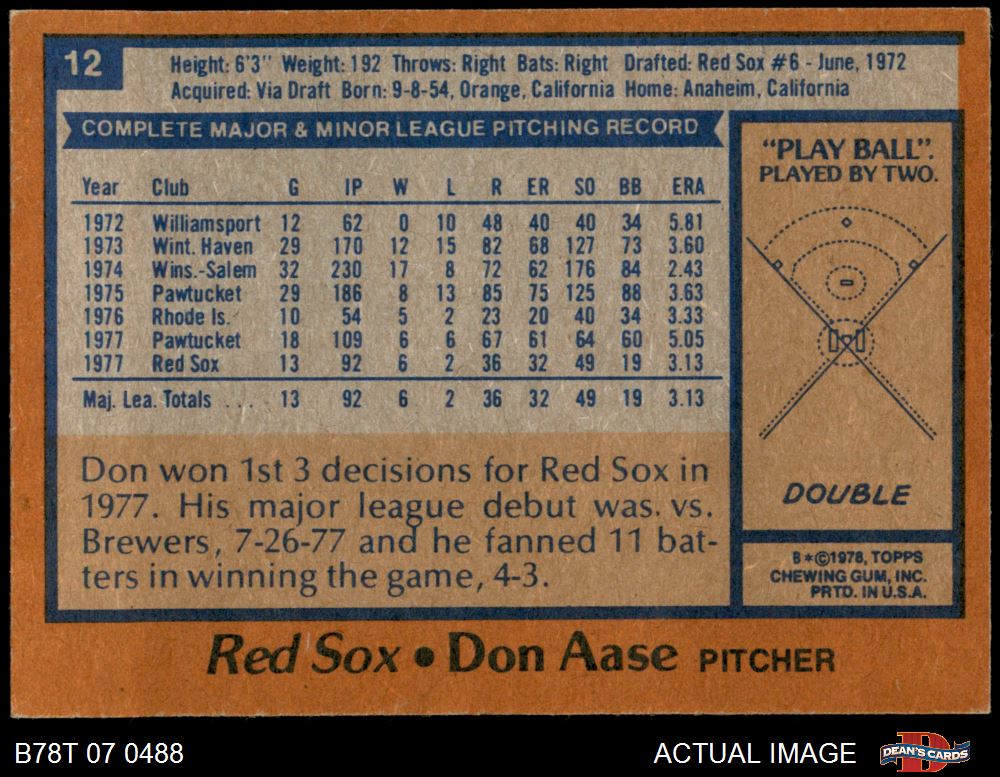 12
Height: 6'3" Weight: 192 Throws: Right Bats: Right Drafted: Red Sox #6 - June, 1972
Acquired: Via Draft Born: 9-8-54, Orange, California Home: Anaheim, California
COMPLETE MAJOR & MINOR LEAGUE PITCHING RECORD
Year Club G IP W L R ER SO BB ERA
1972 Williamsport 12 62 0 10 48 40 40 34 5.81
1973 Wint. Haven 29 170 12 15 82 68 127 73 3.60
1974 Wins.-Salem 32 230 17 8 72 62 176 84 2.43
1975 Pawtucket 29 186 8 13 85 75 125 88 3.63
1976 Rhode Is. 10 54 5 2 23 20 40 34 3.33
1977 Pawtucket 18 109 6 6 67 61 64 60 5.05
1977 Red Sox 13 92 6 2 36 32 49 19 3.13
Maj. Lea. Totals .... 13 92 6 2 36 32 49 19 3.13
Don won 1st 3 decisions for Red Sox in
1977. His major league debut was. vs.
Brewers, 7-26-77 and he fanned 11 bat-
ters in winning the game, 4-3.
"PLAY BALL".
PLAYED BY TWO.
DOUBLE
B*©1978, TOPPS
CHEWING GUM, INC.
PRTD. IN U.S.A.
Red Sox • Don Aase PITCHER
B78T 07 0488
ACTUAL IMAGE
DEAN'S CARDS